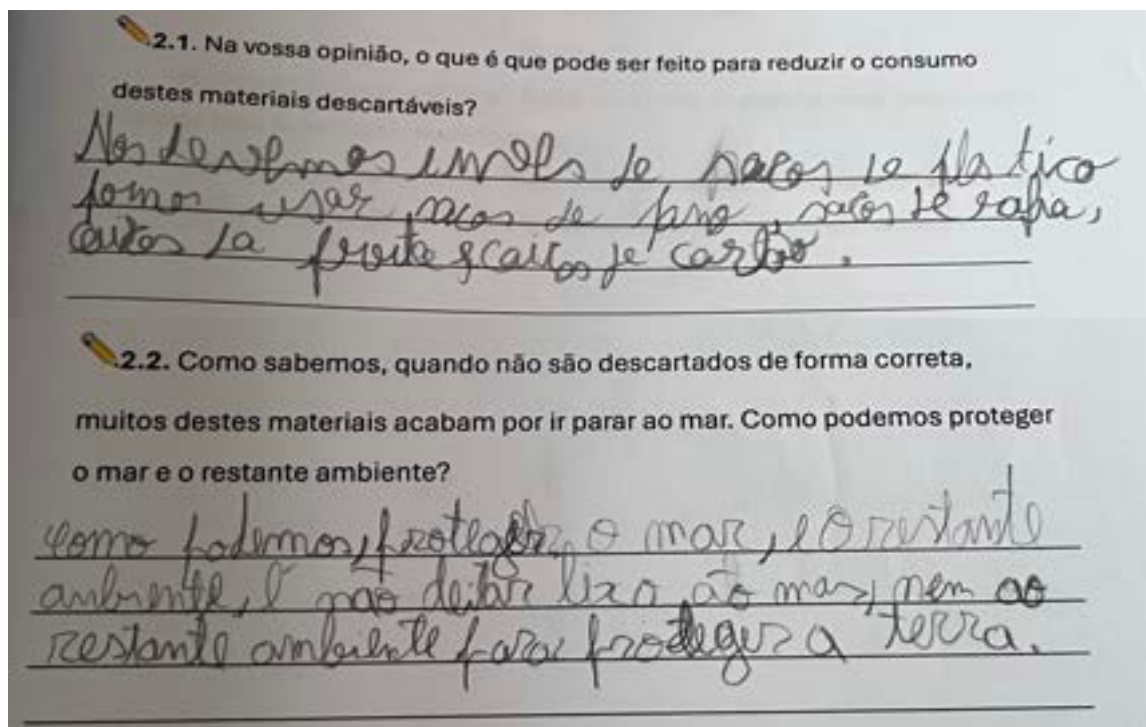 2.1. Na vossa opinião, o que é que pode ser feito para reduzir o consumo
destes materiais descartáveis?
Nos devemos de sacos de plastico
usar, sacos de pano, sacos de rafia,
caixas da fruita e caixas de cartão.
2.2. Como sabemos, quando não são descartados de forma correta,
muitos destes materiais acabam por ir parar ao mar. Como podemos proteger
o mar e o restante ambiente?
como podemos, proteger o mar, e o restante
ambiente, é não deitar lixo ao mar, nem ao
restante ambiente para proteger a terra.